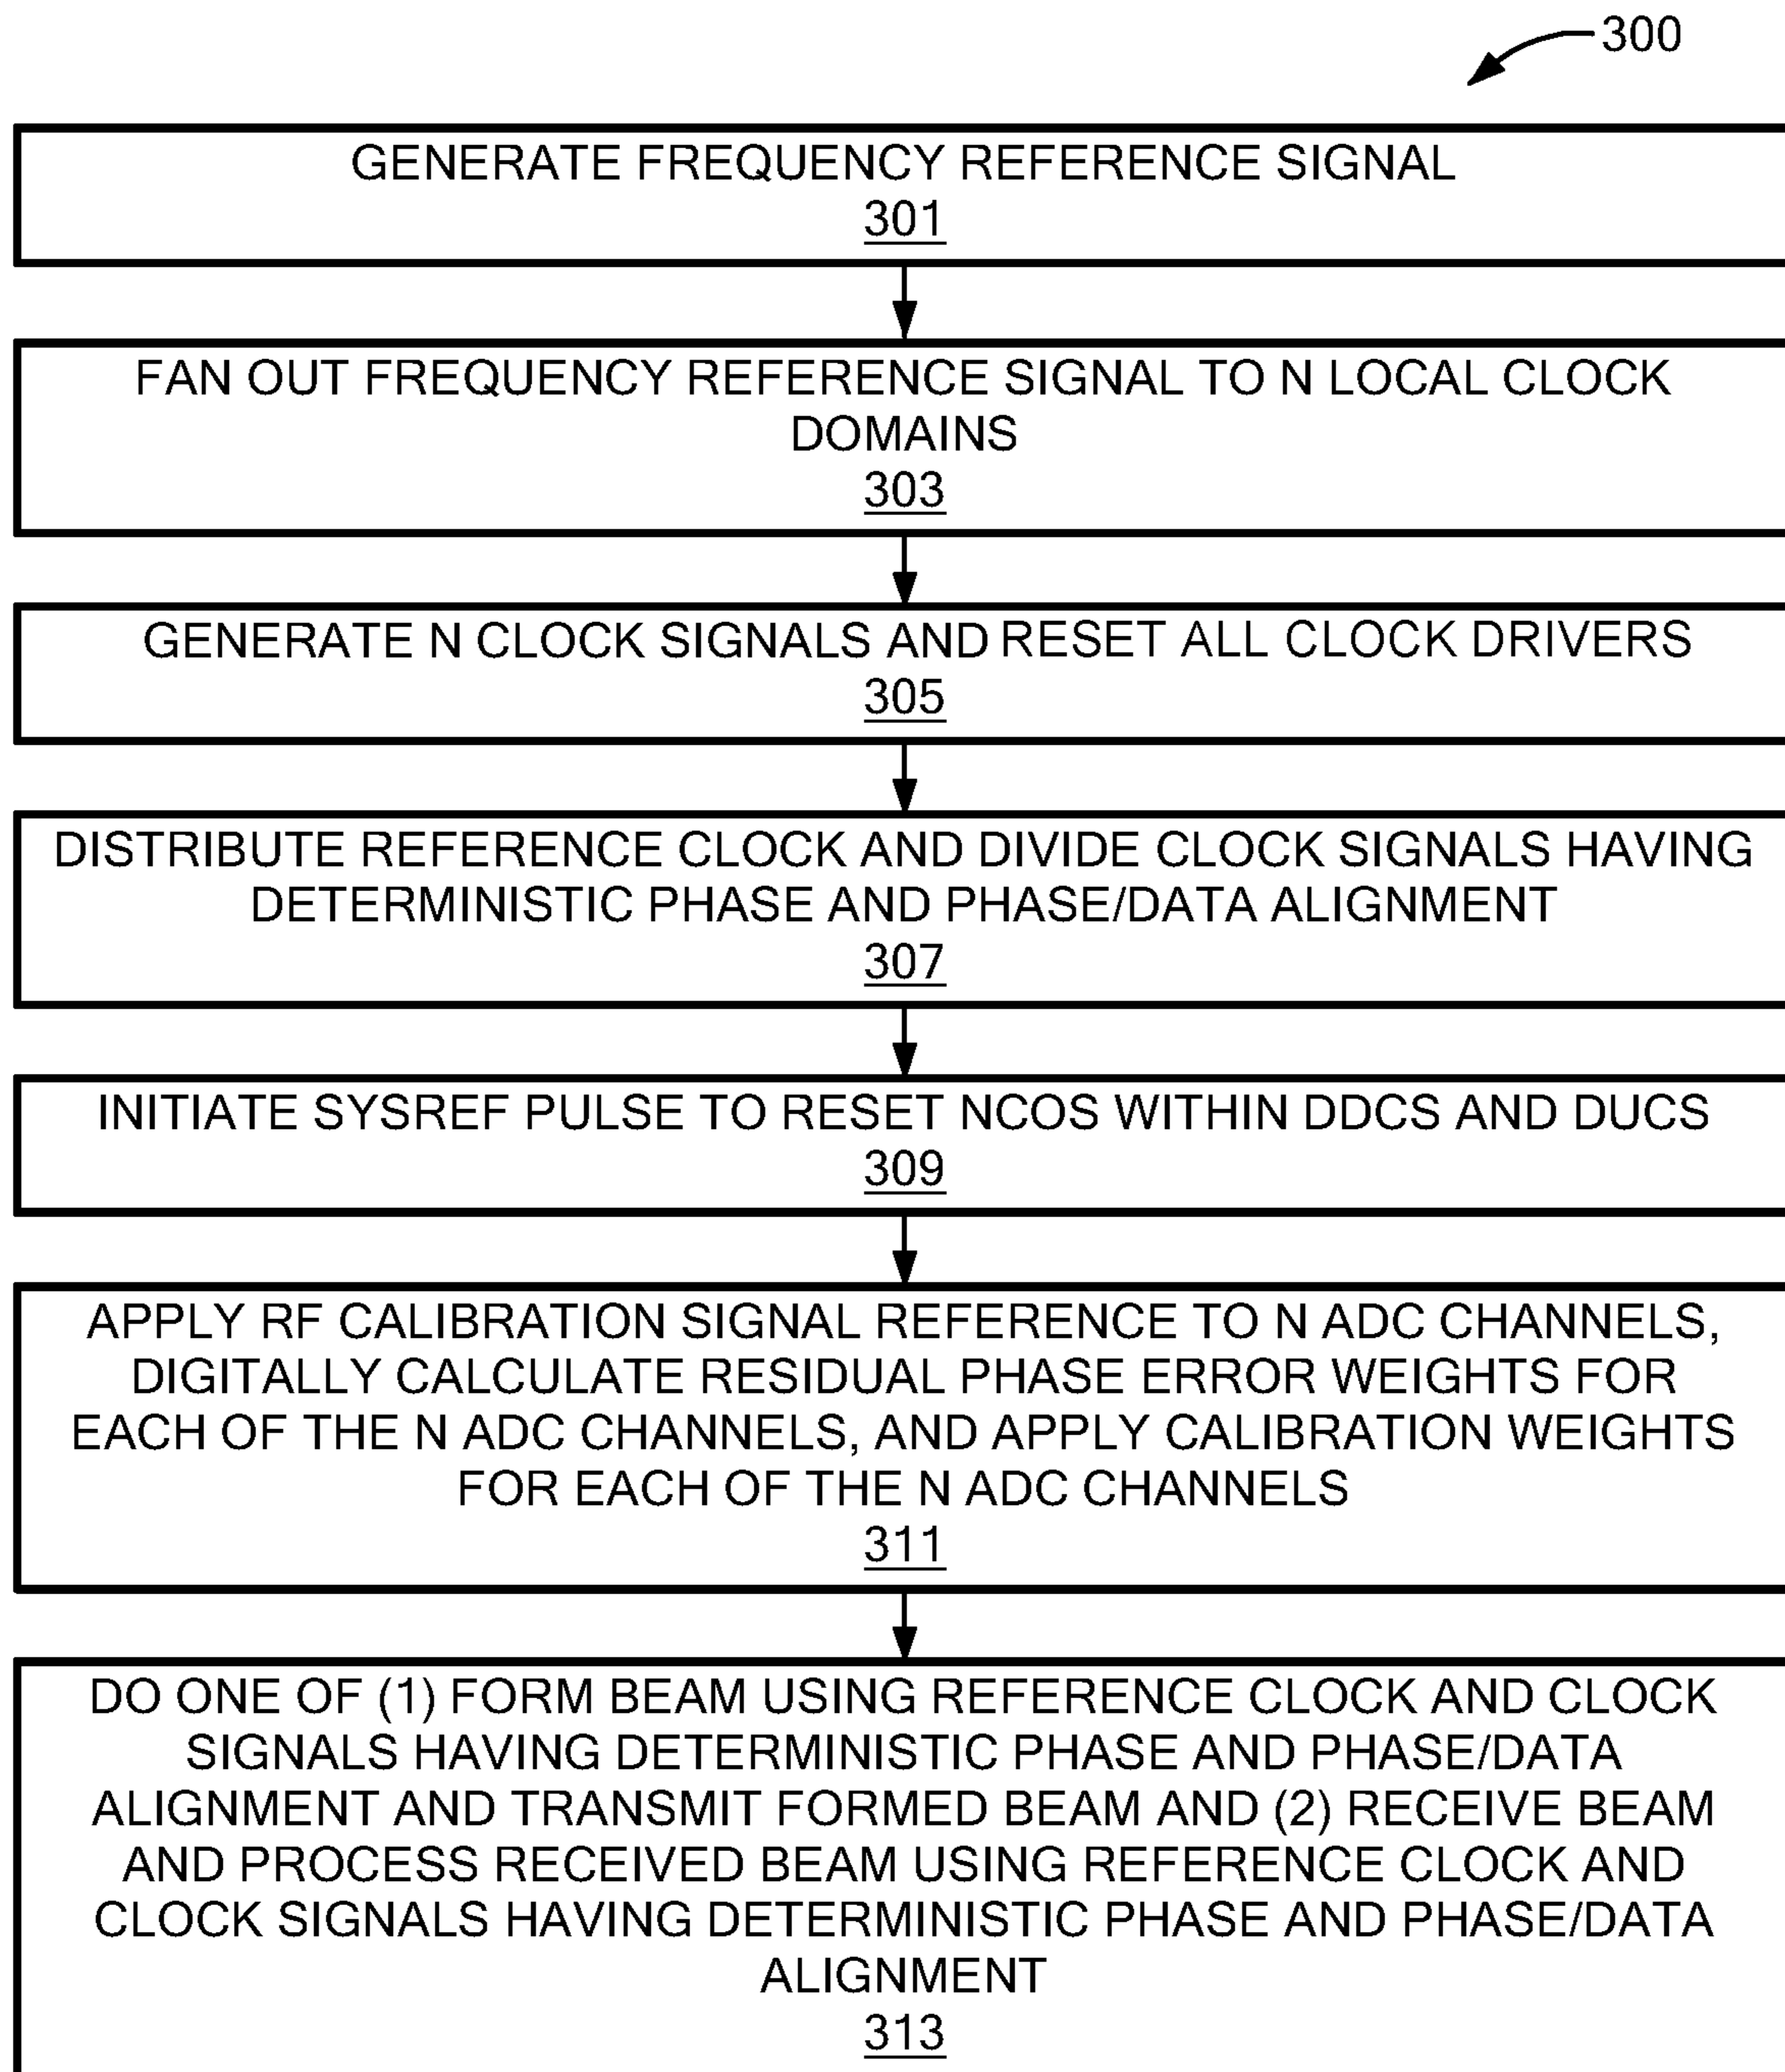 300
GENERATE FREQUENCY REFERENCE SIGNAL
301
FAN OUT FREQUENCY REFERENCE SIGNAL TO N LOCAL CLOCK
DOMAINS
303
GENERATE N CLOCK SIGNALS AND RESET ALL CLOCK DRIVERS
305
DISTRIBUTE REFERENCE CLOCK AND DIVIDE CLOCK SIGNALS HAVING
DETERMINISTIC PHASE AND PHASE/DATA ALIGNMENT
307
INITIATE SYSREF PULSE TO RESET NCOS WITHIN DDCS AND DUCS
309
APPLY RF CALIBRATION SIGNAL REFERENCE TO N ADC CHANNELS,
DIGITALLY CALCULATE RESIDUAL PHASE ERROR WEIGHTS FOR
EACH OF THE N ADC CHANNELS, AND APPLY CALIBRATION WEIGHTS
FOR EACH OF THE N ADC CHANNELS
311
DO ONE OF (1) FORM BEAM USING REFERENCE CLOCK AND CLOCK
SIGNALS HAVING DETERMINISTIC PHASE AND PHASE/DATA
ALIGNMENT AND TRANSMIT FORMED BEAM AND (2) RECEIVE BEAM
AND PROCESS RECEIVED BEAM USING REFERENCE CLOCK AND
CLOCK SIGNALS HAVING DETERMINISTIC PHASE AND PHASE/DATA
ALIGNMENT
313